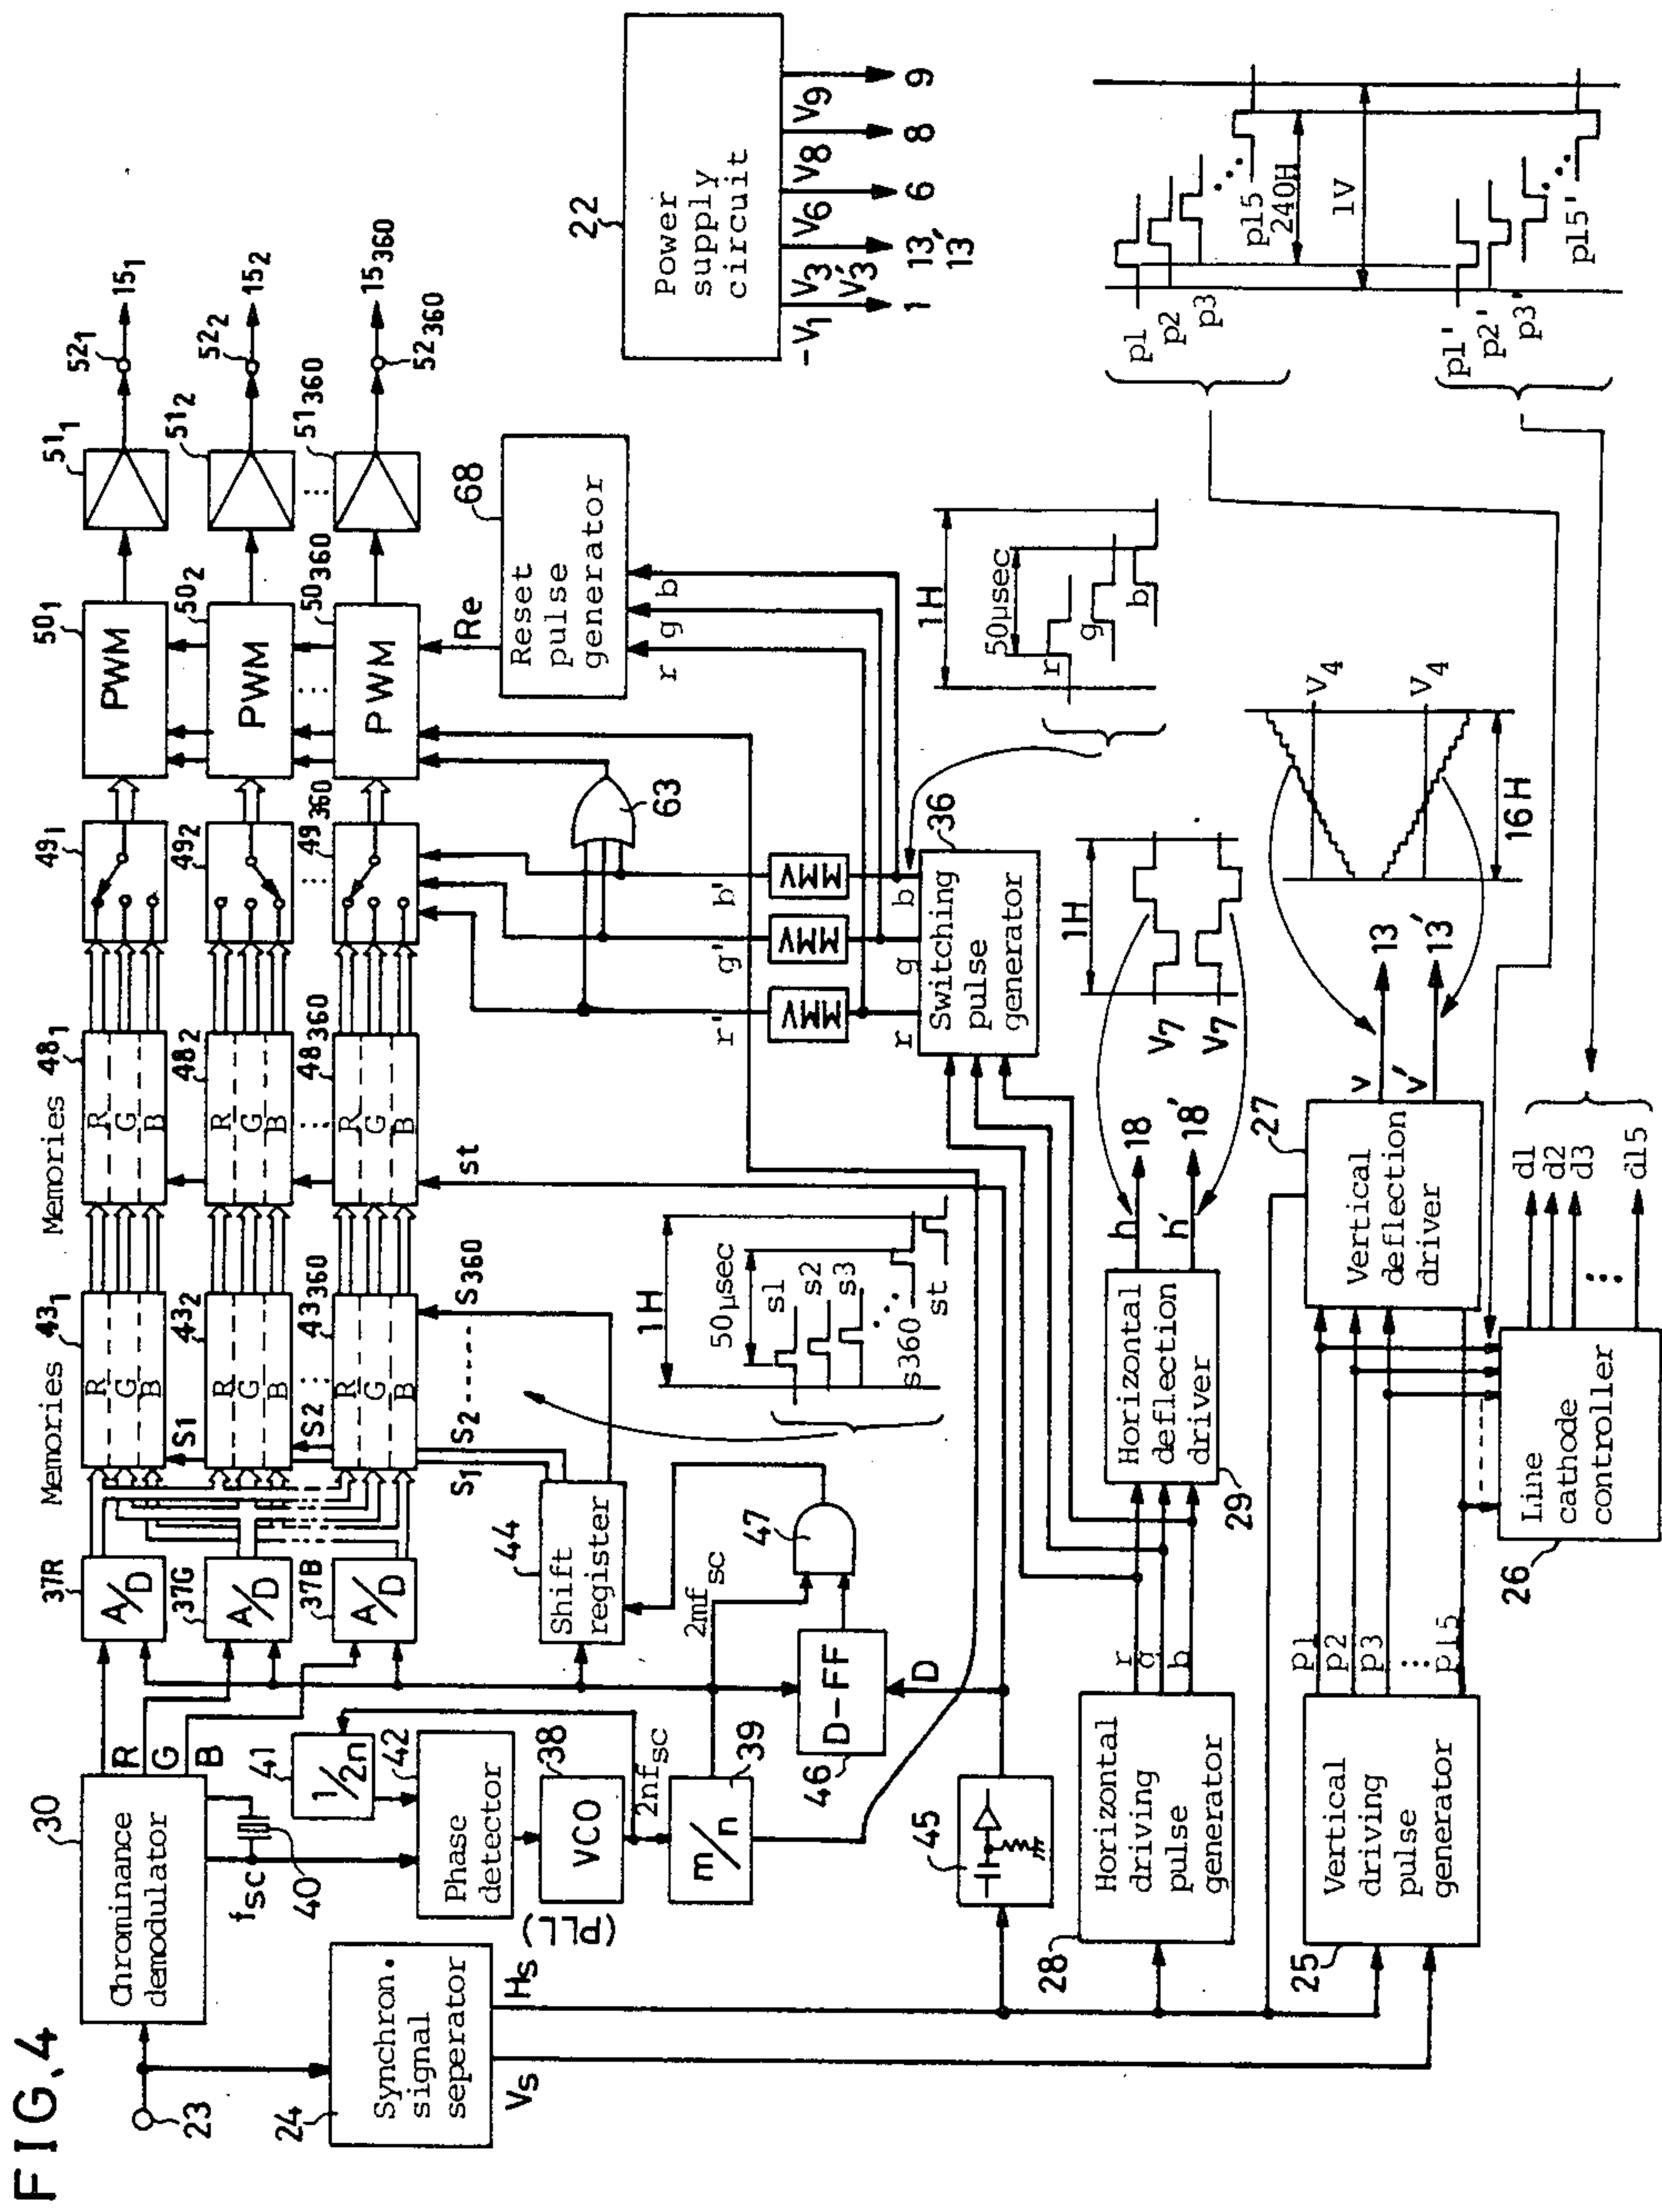 FIG.4
23
30
Chrominance
demodulator
R
G
B
fsc
40
24
Synchron.
signal
seperator
Vs
Hs
41
1/2n
42
Phase
detector
38
VCO
(PLL)
2nfsc
m/n
39
37R
A/D
37G
A/D
37B
A/D
Memories
43₁
R
G
B
S1
43₂
R
G
B
S2
43₃₆₀
R
G
B
S₁
S₂
S₃₆₀
44
Shift
register
2mfsc
47
46
D-FF
D
45
Memories
48₁
R
G
B
48₂
R
G
B
48₃₆₀
R
G
B
st
49₁
49₂
49₃₆₀
50₁
PWM
50₂
PWM
50₃₆₀
PWM
51₁
51₂
51₃₆₀
52₁
52₂
52₃₆₀
15₁
15₂
15₃₆₀
Re
68
Reset
pulse
generator
r g b
63
r' g' b'
MMV
MMV
MMV
r g b
36
Switching
pulse
generator
1H
50μsec
s1
s2
s3
s360
st
1H
50μsec
r
g
b
22
Power
supply
circuit
-V₁
V₃
V'₃
V₆
V₈
V₉
1
13,
13'
6
8
9
28
Horizontal
driving
pulse
generator
r
g
b
Horizontal
deflection
driver
29
h
18
h'
18'
1H
V₇
V₇
25
Vertical
driving
pulse
generator
p1
p2
p3
p15
27
Vertical
deflection
driver
v
13
v'
13'
V₄
V₄
16H
26
Line
cathode
controller
d1
d2
d3
d15
p1
p2
p3
p15
240H
1V
p1'
p2'
p3'
p15'